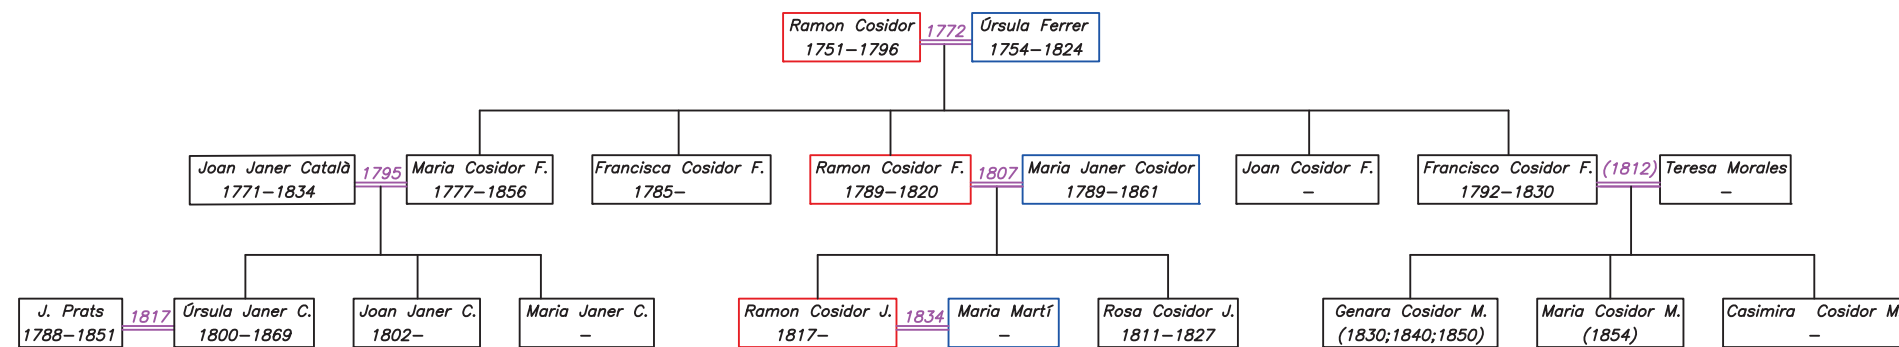 Ramon Cosidor
1751-1796
1772
Úrsula Ferrer
1754-1824
Joan Janer Català
1771-1834
1795
Maria Cosidor F.
1777-1856
Francisca Cosidor F.
1785-
Ramon Cosidor F.
1789-1820
1807
Maria Janer Cosidor
1789-1861
Joan Cosidor F.
-
Francisco Cosidor F.
1792-1830
(1812)
Teresa Morales
-
J. Prats
1788-1851
1817
Úrsula Janer C.
1800-1869
Joan Janer C.
1802-
Maria Janer C.
-
Ramon Cosidor J.
1817-
1834
Maria Martí
-
Rosa Cosidor J.
1811-1827
Genara Cosidor M.
(1830;1840;1850)
Maria Cosidor M.
(1854)
Casimira Cosidor M
-